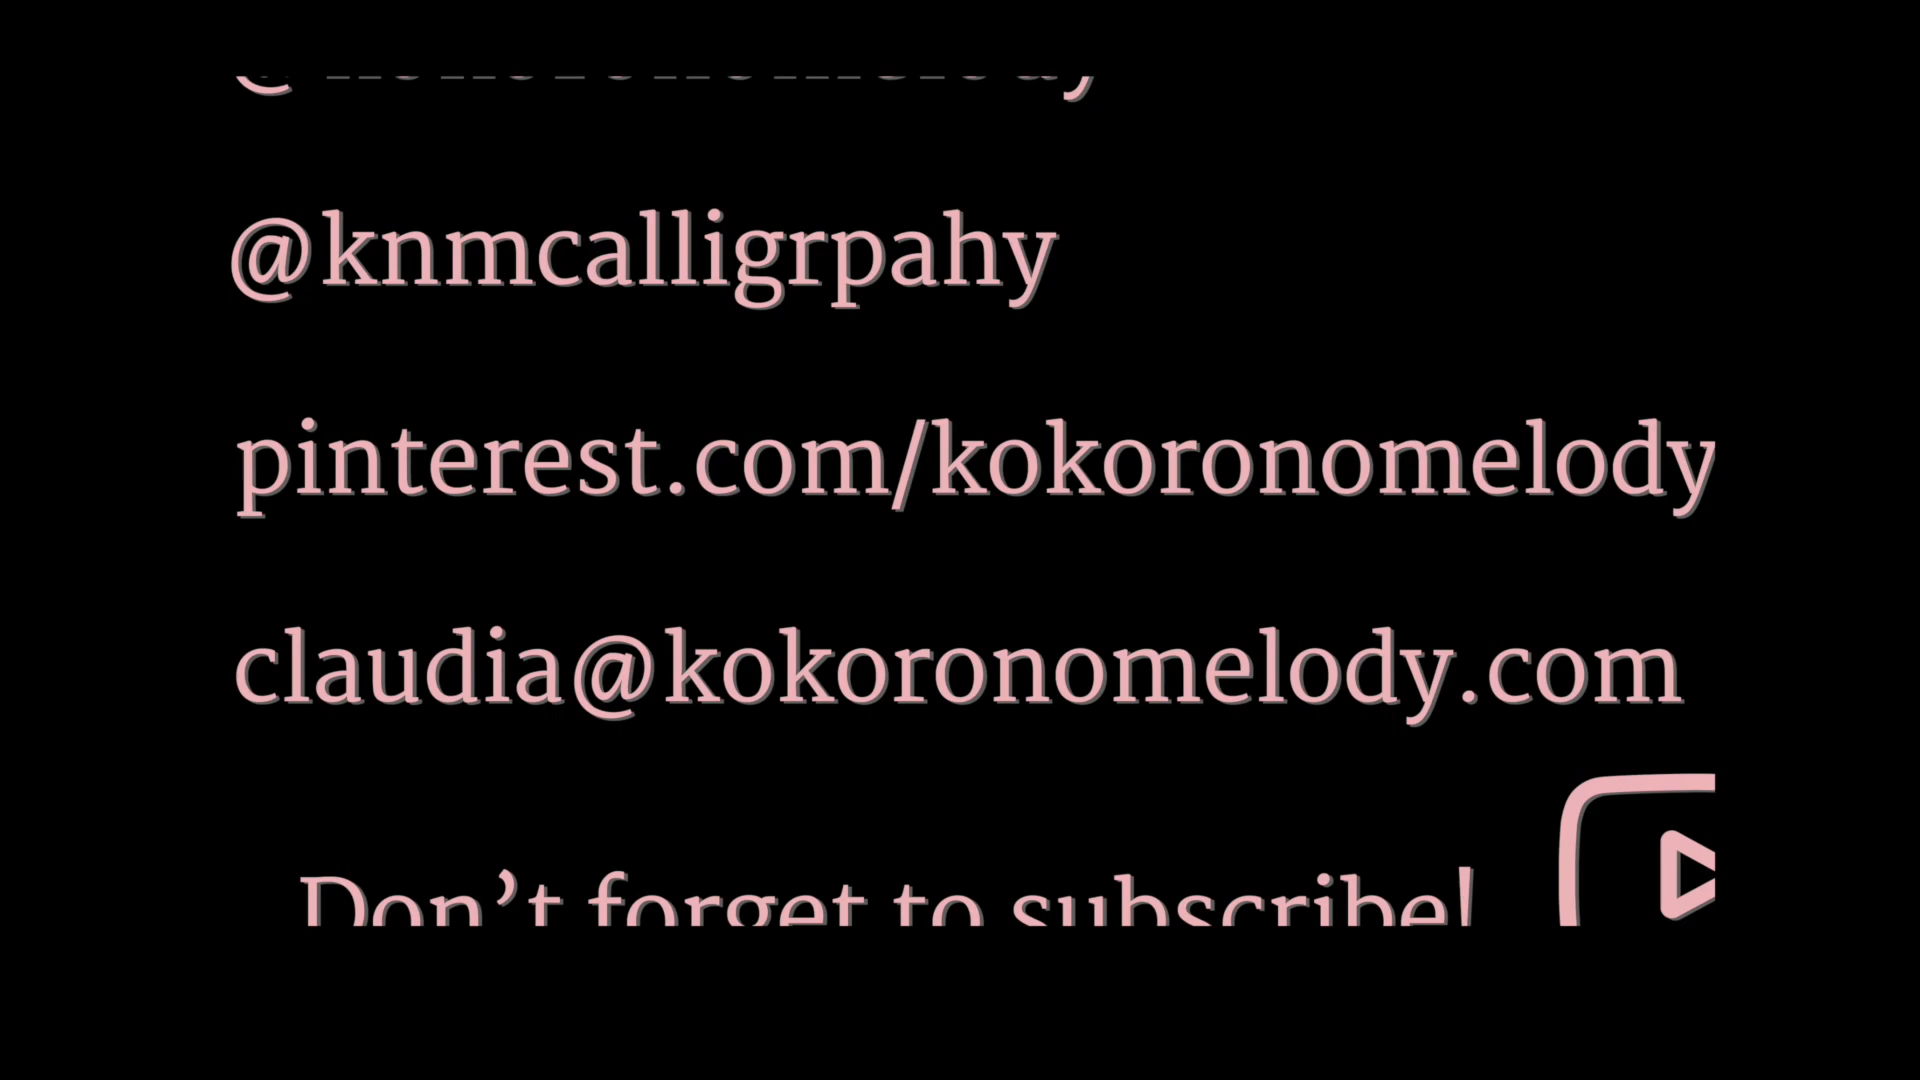 @knmcalligrpahy
pinterest.com/kokoronomelody
claudia@kokoronomelody.com
Don’t forget to subscribe!